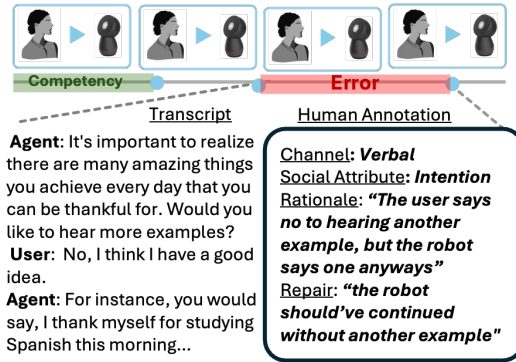 Competency
Error
Transcript
Human Annotation
Agent: It's important to realize
there are many amazing things
you achieve every day that you
can be thankful for. Would you
like to hear more examples?
User: No, I think I have a good
idea.
Agent: For instance, you would
say, I thank myself for studying
Spanish this morning...
Channel: Verbal
Social Attribute: Intention
Rationale: “The user says
no to hearing another
example, but the robot
says one anyways”
Repair: “the robot
should’ve continued
without another example"